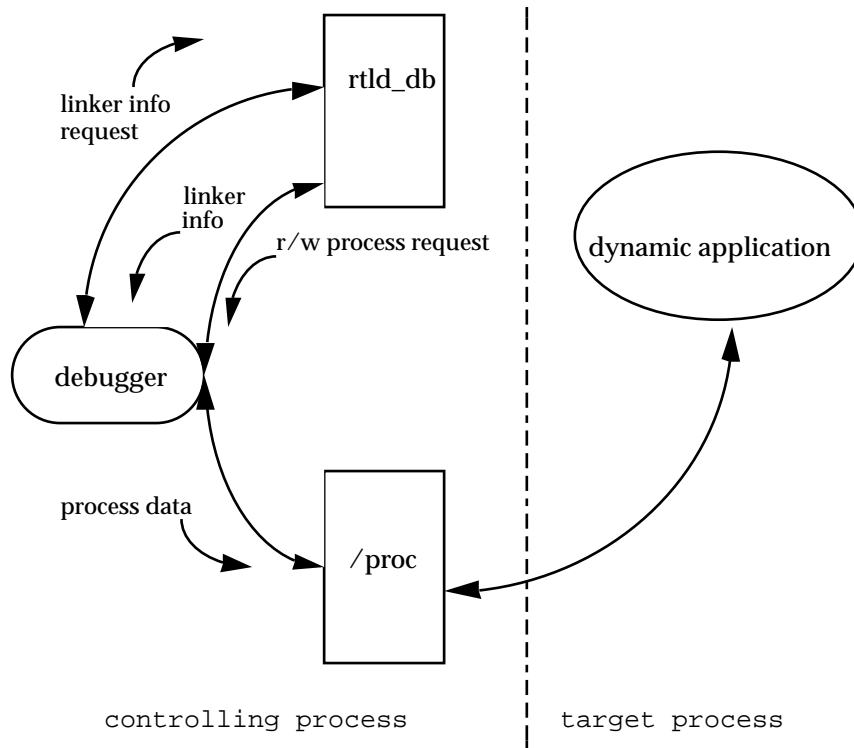 rtld_db
linker info
request
linker
info
r/w process request
dynamic application
debugger
process data
/proc
controlling process
target process